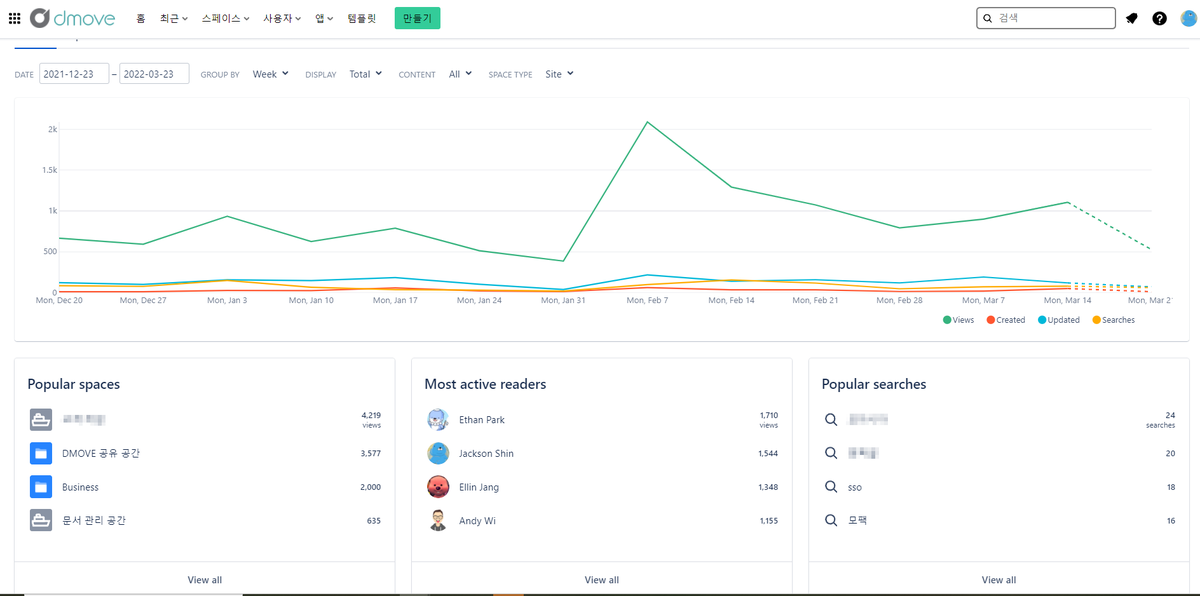 dmove 홈 최근 스페이스 사용자 앱 템플릿 만들기 검색
DATE 2021-12-23 – 2022-03-23 GROUP BY Week DISPLAY Total CONTENT All SPACE TYPE Site
2k
1.5k
1k
500
0
Mon, Dec 20 Mon, Dec 27 Mon, Jan 3 Mon, Jan 10 Mon, Jan 17 Mon, Jan 24 Mon, Jan 31 Mon, Feb 7 Mon, Feb 14 Mon, Feb 21 Mon, Feb 28 Mon, Mar 7 Mon, Mar 14 Mon, Mar 2
Views Created Updated Searches
Popular spaces
4,219
views
DMOVE 공유 공간 3,577
Business 2,000
문서 관리 공간 635
View all
Most active readers
Ethan Park 1,710
views
Jackson Shin 1,544
Ellin Jang 1,348
Andy Wi 1,155
View all
Popular searches
24
searches
20
sso 18
모팩 16
View all